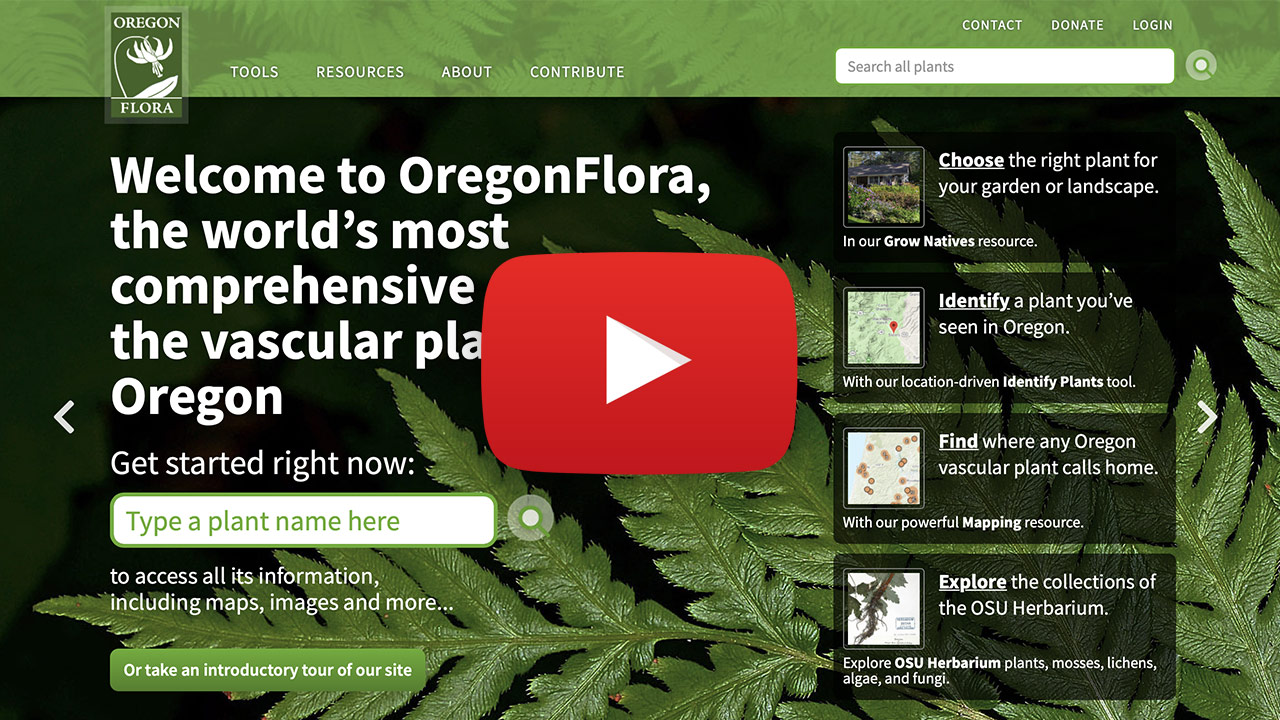 OREGON
FLORA
CONTACT DONATE LOGIN
TOOLS RESOURCES ABOUT CONTRIBUTE
Search all plants
Welcome to OregonFlora,
the world’s most
comprehensive
the vascular
Oregon
Get started right now:
Type a plant name here
to access all its information,
including maps, images and more...
Or take an introductory tour of our site
Choose the right plant for
your garden or landscape.
In our Grow Natives resource.
Identify a plant you’ve
seen in Oregon.
With our location-driven Identify Plants tool.
Find where any Oregon
vascular plant calls home.
With our powerful Mapping resource.
Explore the collections of
the OSU Herbarium.
Explore OSU Herbarium plants, mosses, lichens,
algae, and fungi.